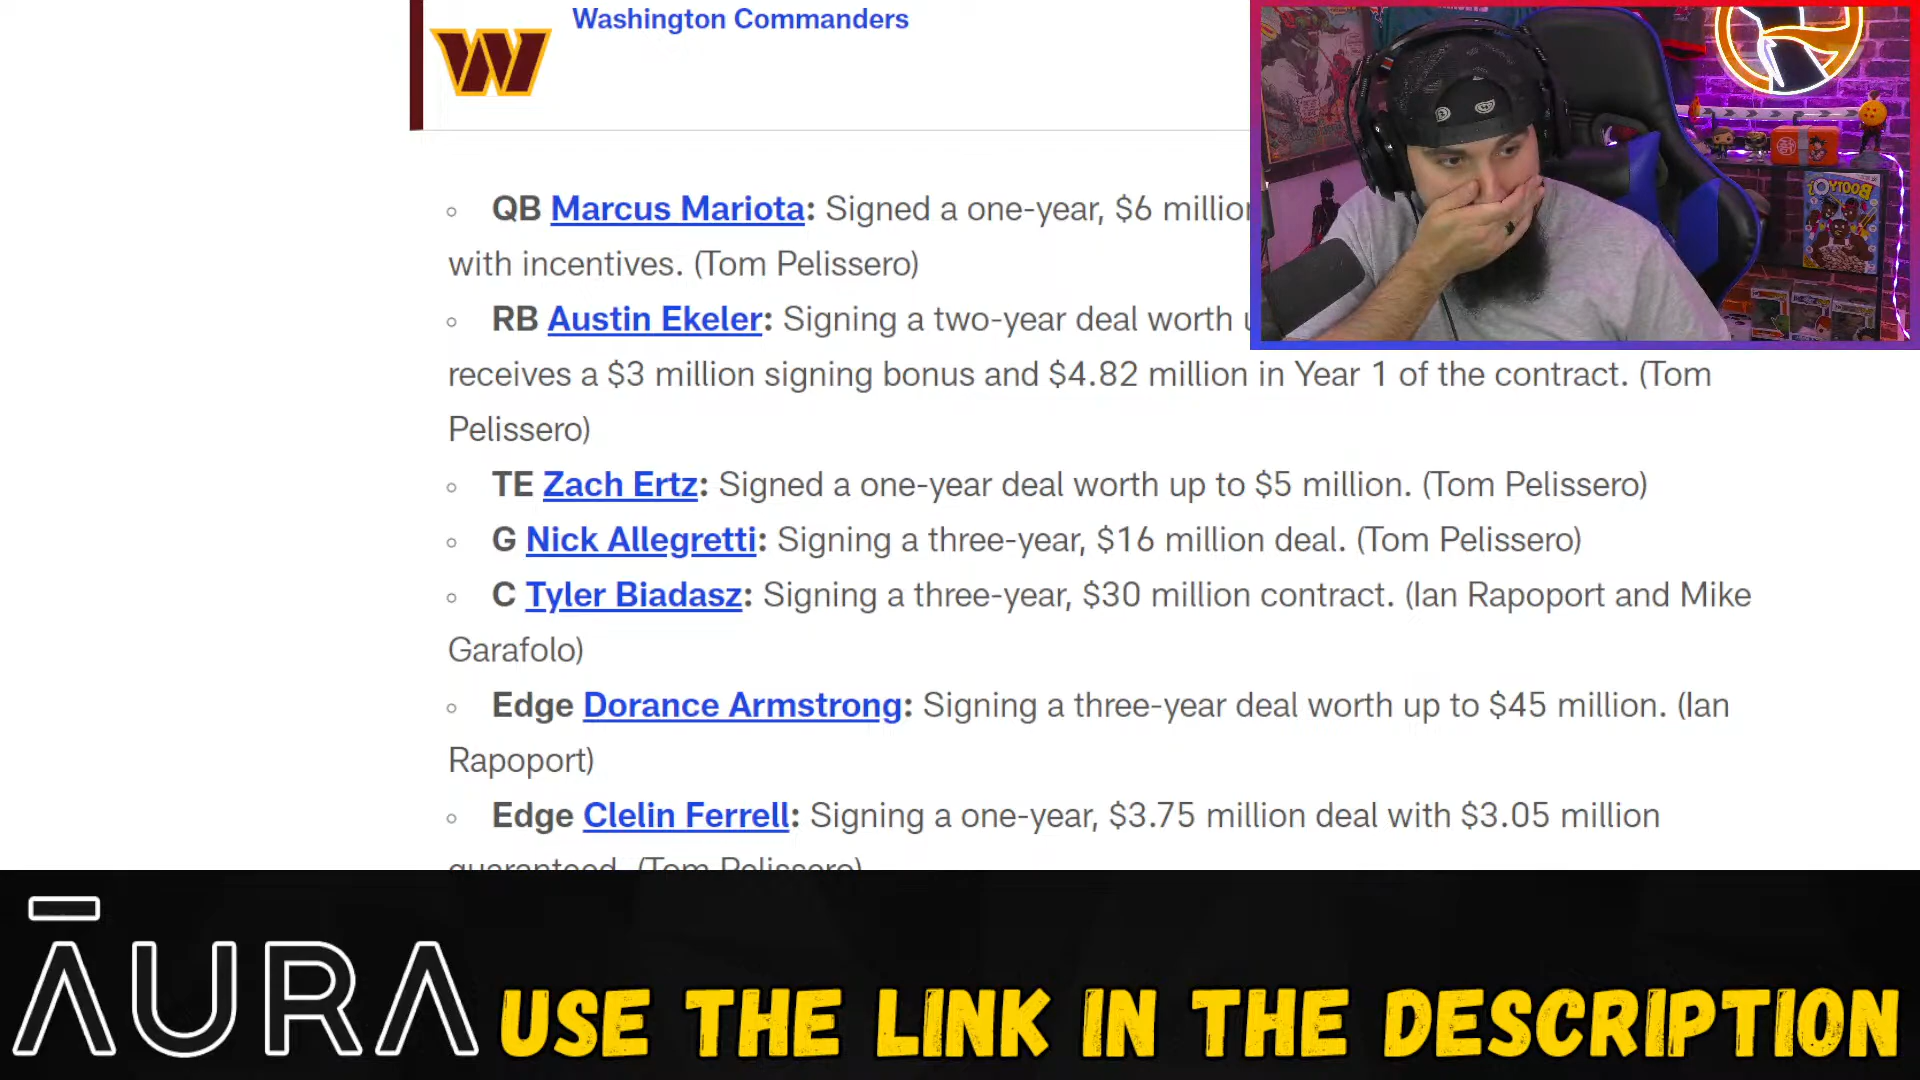 Washington Commanders
QB Marcus Mariota: Signed a one-year, $6 million
with incentives. (Tom Pelissero)
RB Austin Ekeler: Signing a two-year deal worth
receives a $3 million signing bonus and $4.82 million in Year 1 of the contract. (Tom
Pelissero)
TE Zach Ertz: Signed a one-year deal worth up to $5 million. (Tom Pelissero)
G Nick Allegretti: Signing a three-year, $16 million deal. (Tom Pelissero)
C Tyler Biadasz: Signing a three-year, $30 million contract. (Ian Rapoport and Mike
Garafolo)
Edge Dorance Armstrong: Signing a three-year deal worth up to $45 million. (Ian
Rapoport)
Edge Clelin Ferrell: Signing a one-year, $3.75 million deal with $3.05 million
guaranteed. (Tom Pelissero)
ĀURA USE THE LINK IN THE DESCRIPTION